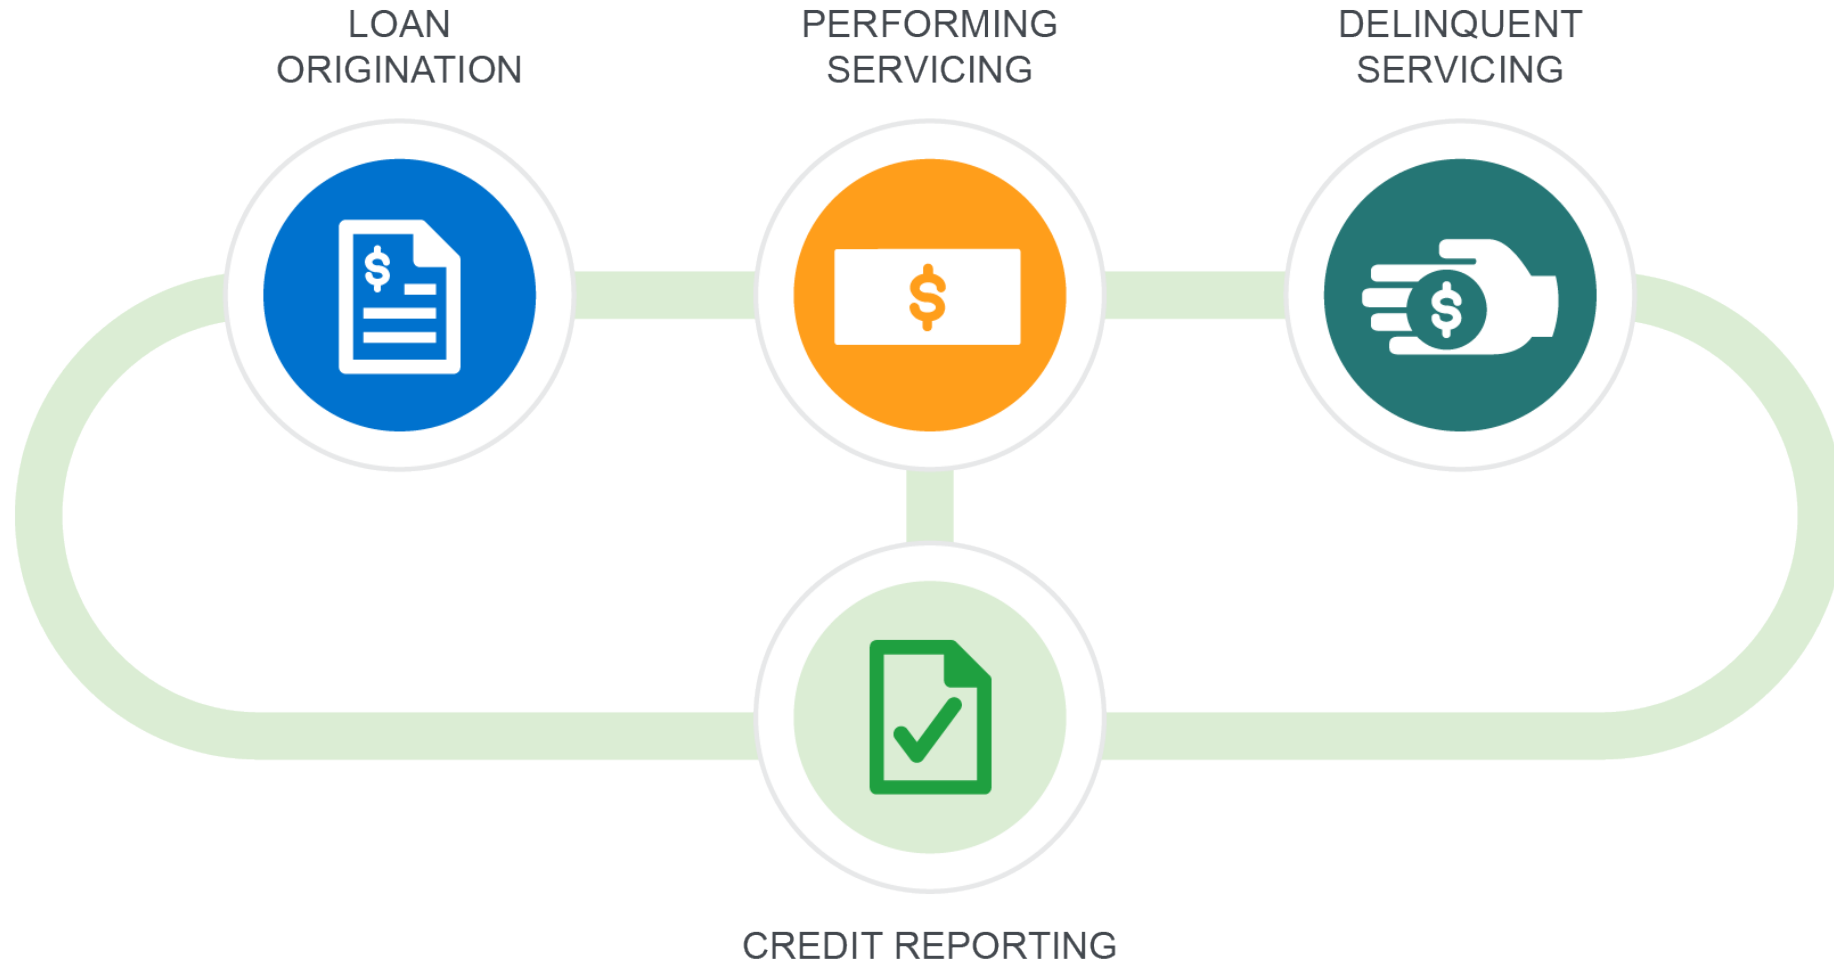 LOAN
ORIGINATION
PERFORMING
SERVICING
DELINQUENT
SERVICING
$
$
$
CREDIT REPORTING